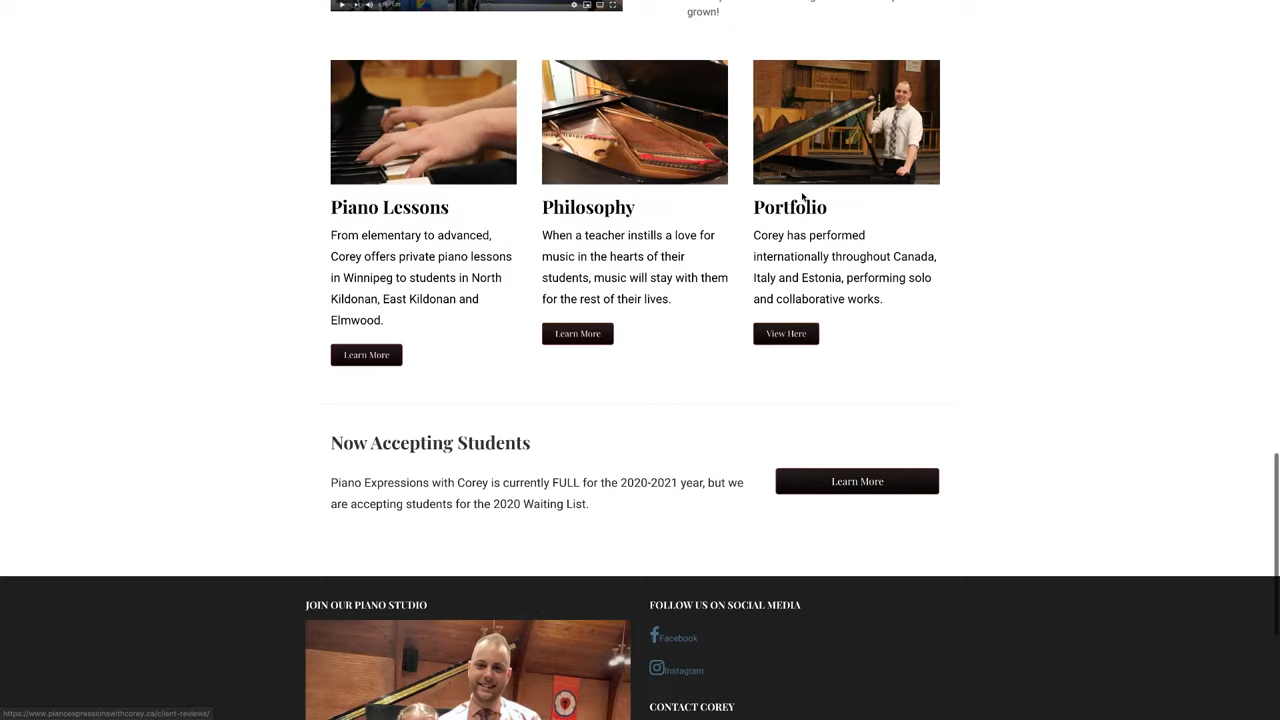 grown!
Piano Lessons
From elementary to advanced,
Corey offers private piano lessons
in Winnipeg to students in North
Kildonan, East Kildonan and
Elmwood.
Learn More
Philosophy
When a teacher instills a love for
music in the hearts of their
students, music will stay with them
for the rest of their lives.
Learn More
Portfolio
Corey has performed
internationally throughout Canada,
Italy and Estonia, performing solo
and collaborative works.
View Here
Now Accepting Students
Piano Expressions with Corey is currently FULL for the 2020-2021 year, but we
are accepting students for the 2020 Waiting List.
Learn More
JOIN OUR PIANO STUDIO
FOLLOW US ON SOCIAL MEDIA
Facebook
Instagram
CONTACT COREY
https://www.pianoexpressionswithcorey.ca/client-reviews/